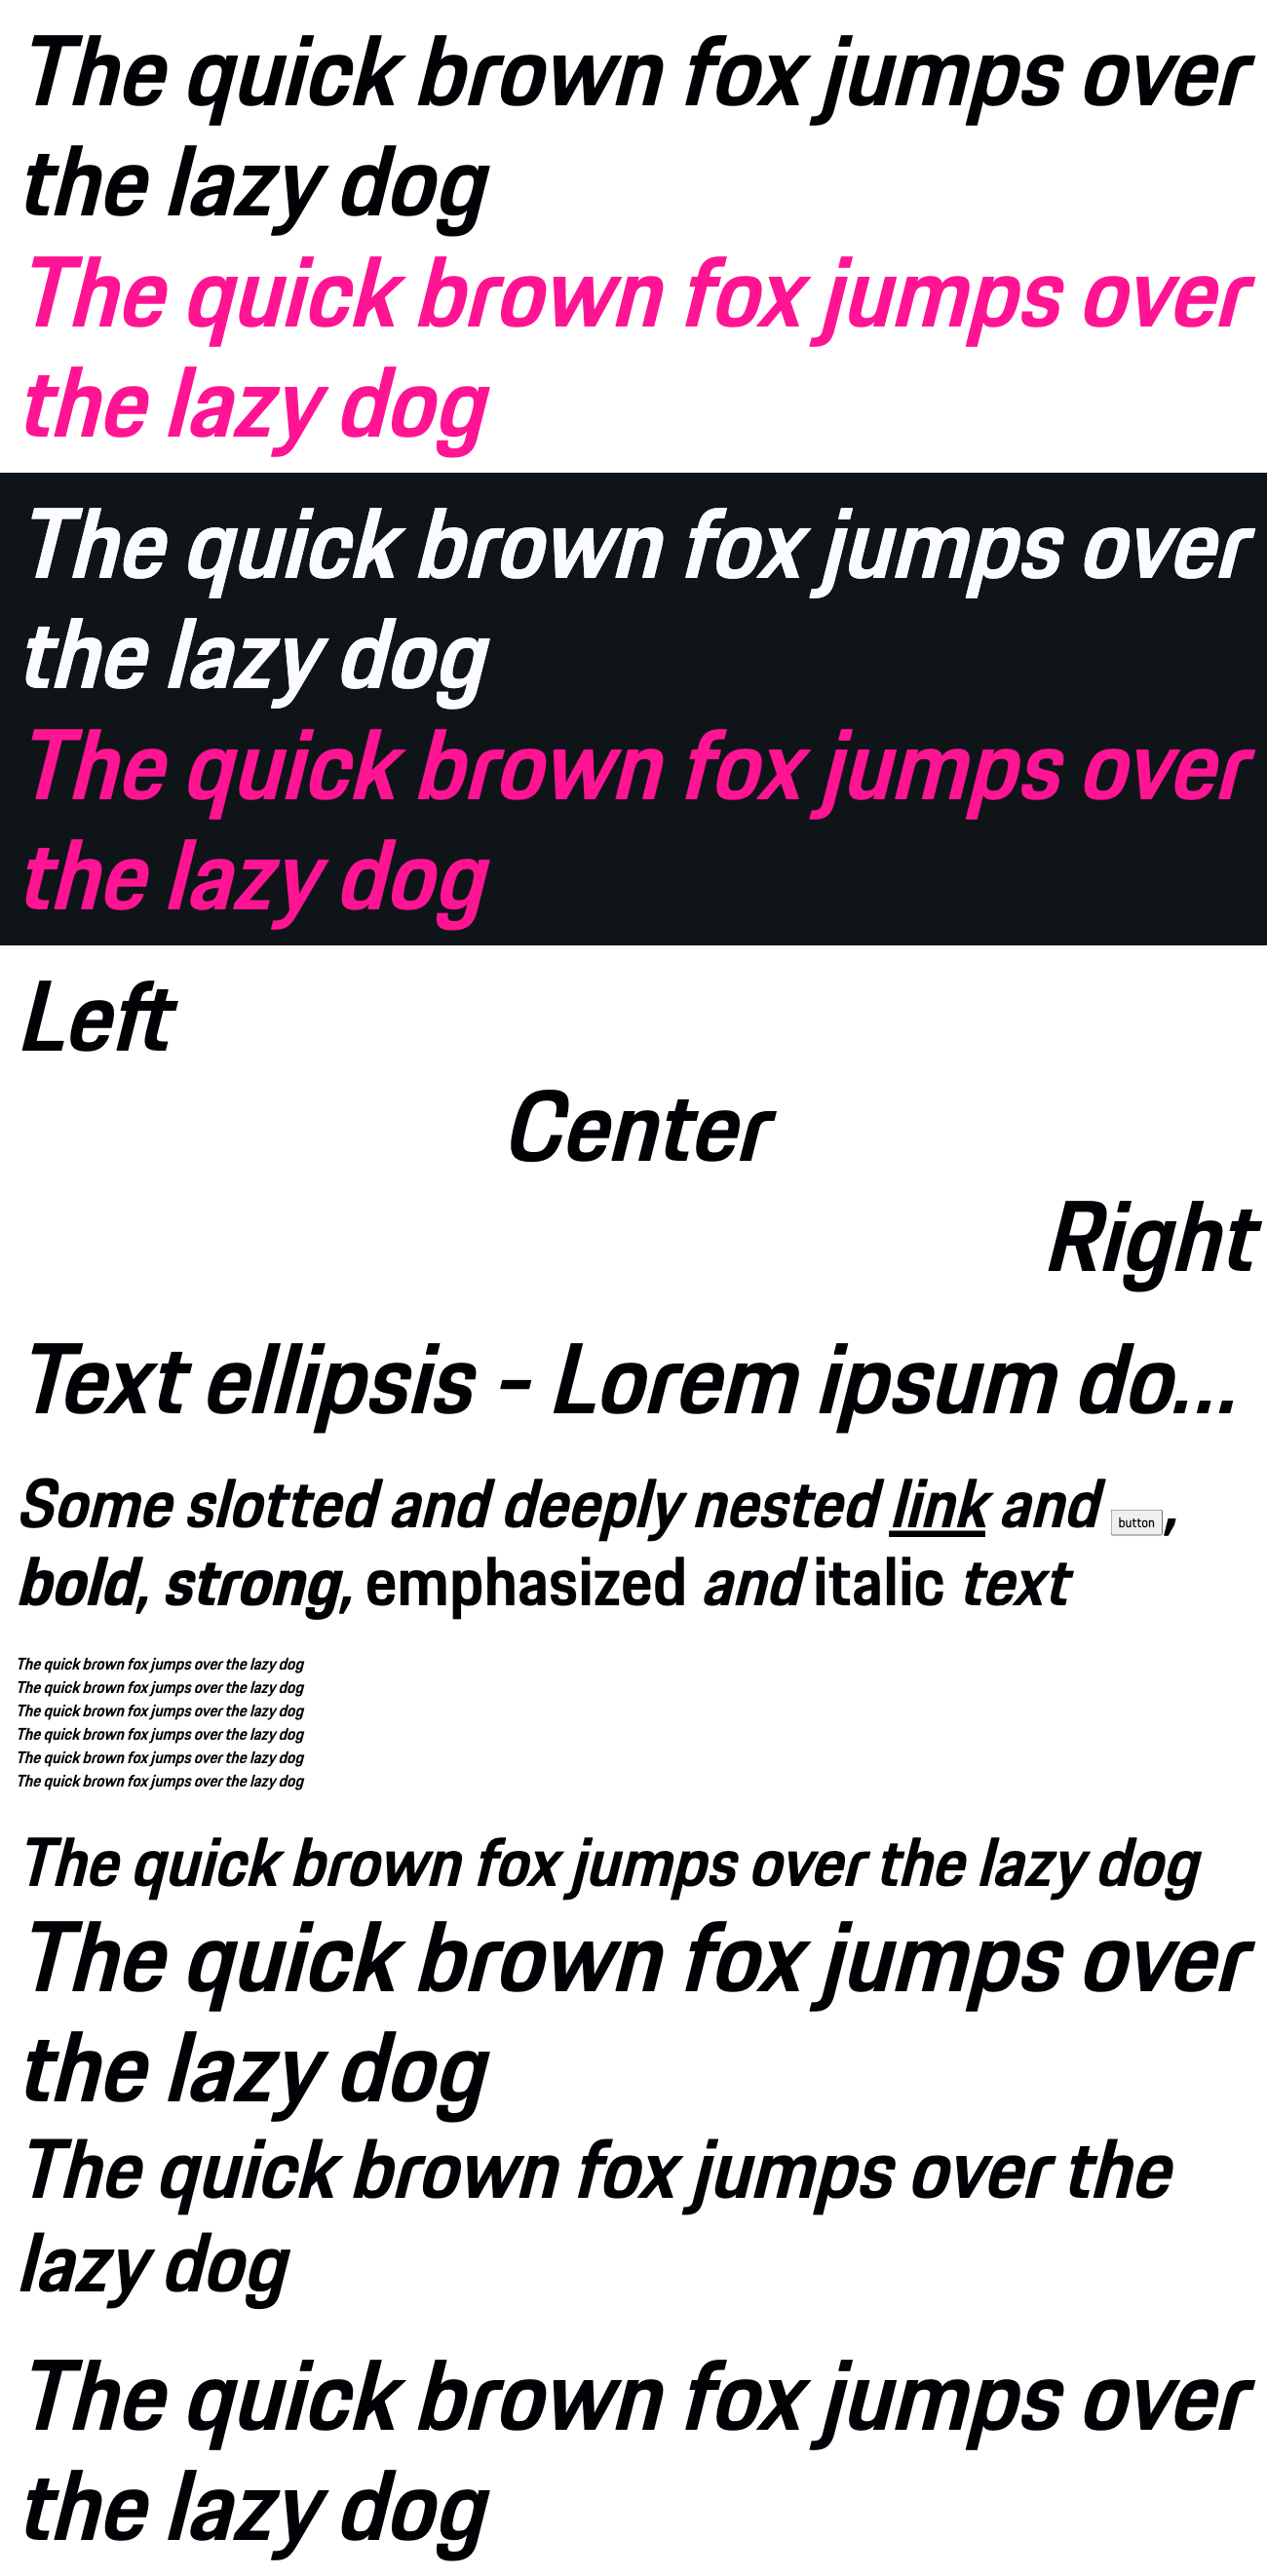 The quick brown fox jumps over
the lazy dog
The quick brown fox jumps over
the lazy dog
The quick brown fox jumps over
the lazy dog
The quick brown fox jumps over
the lazy dog
Left
Center
Right
Text ellipsis - Lorem ipsum do...
Some slotted and deeply nested link and button,
bold, strong, emphasized and italic text
The quick brown fox jumps over the lazy dog
The quick brown fox jumps over the lazy dog
The quick brown fox jumps over the lazy dog
The quick brown fox jumps over the lazy dog
The quick brown fox jumps over the lazy dog
The quick brown fox jumps over the lazy dog
The quick brown fox jumps over the lazy dog
The quick brown fox jumps over
the lazy dog
The quick brown fox jumps over the
lazy dog
The quick brown fox jumps over
the lazy dog